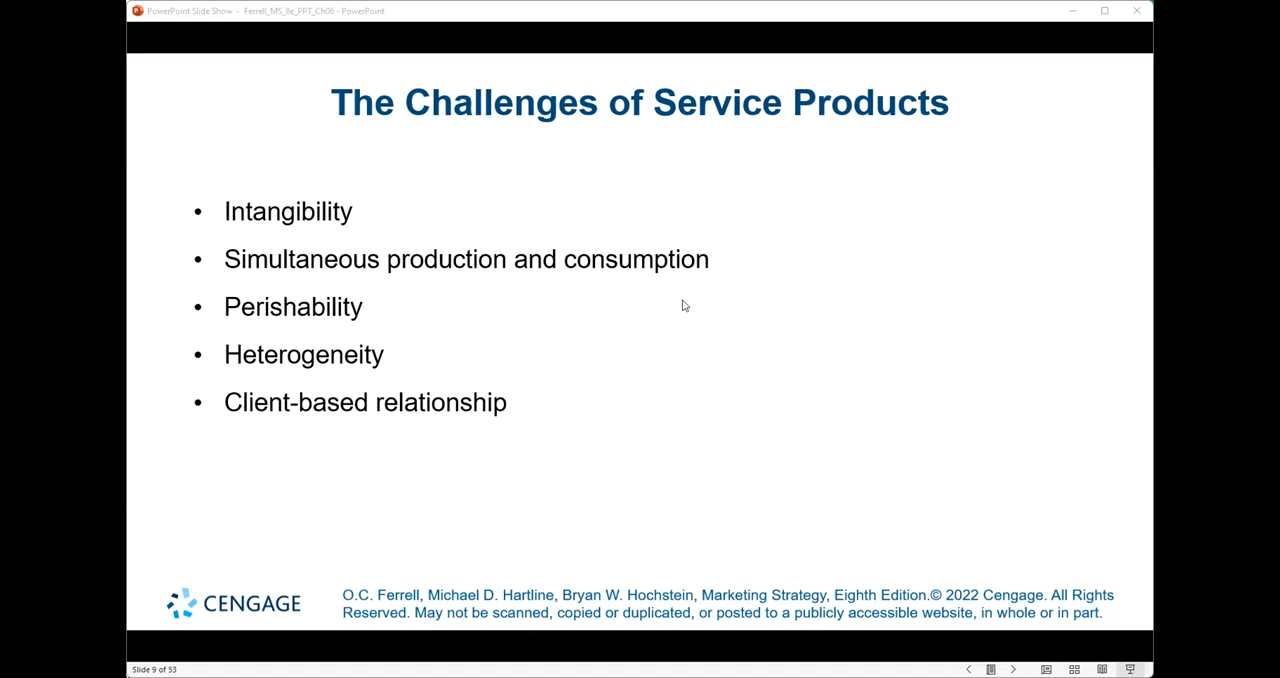 PowerPoint Slide Show - Ferrell_MS_8e_PPT_Ch06 - PowerPoint
The Challenges of Service Products
• Intangibility
• Simultaneous production and consumption
• Perishability
• Heterogeneity
• Client-based relationship
CENGAGE
O.C. Ferrell, Michael D. Hartline, Bryan W. Hochstein, Marketing Strategy, Eighth Edition.© 2022 Cengage. All Rights
Reserved. May not be scanned, copied or duplicated, or posted to a publicly accessible website, in whole or in part.
Slide 9 of 53